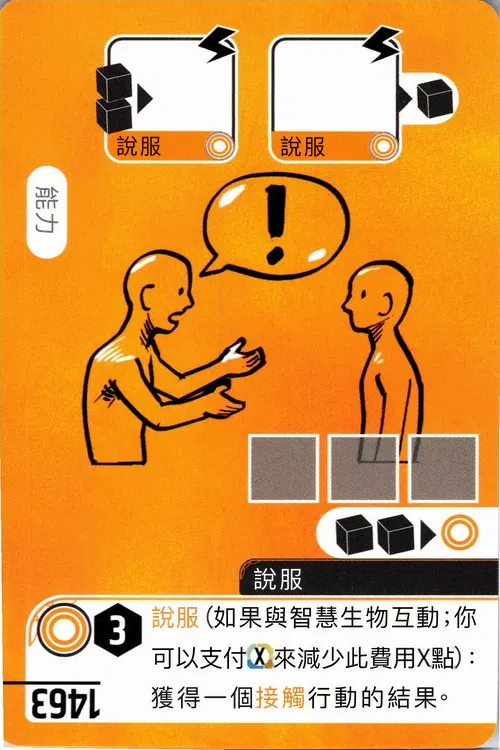 說服
說服
能力
!
說服
3
說服(如果與智慧生物互動;你
可以支付X來減少此費用X點):
獲得一個接觸行動的結果。
1463